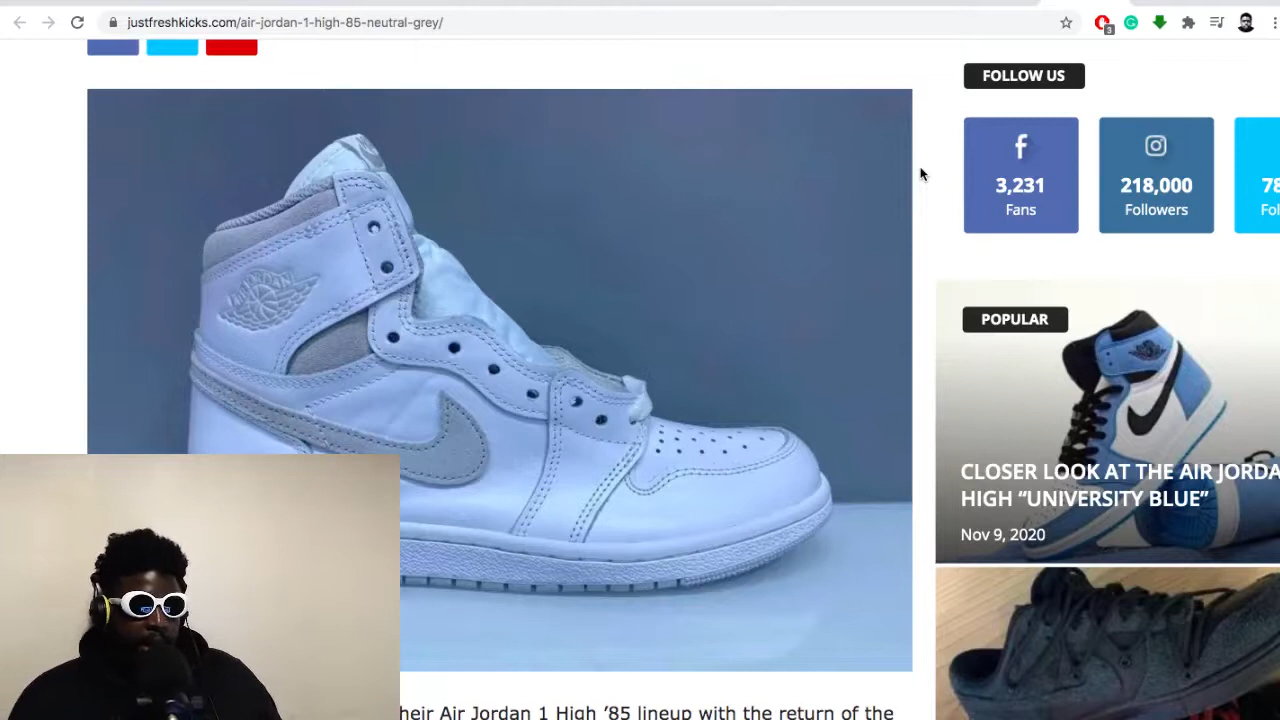 justfreshkicks.com/air-jordan-1-high-85-neutral-grey/
3
FOLLOW US
3,231
Fans
218,000
Followers
POPULAR
CLOSER LOOK AT THE AIR JORDA
HIGH “UNIVERSITY BLUE”
Nov 9, 2020
heir Air Jordan 1 High ’85 lineup with the return of the